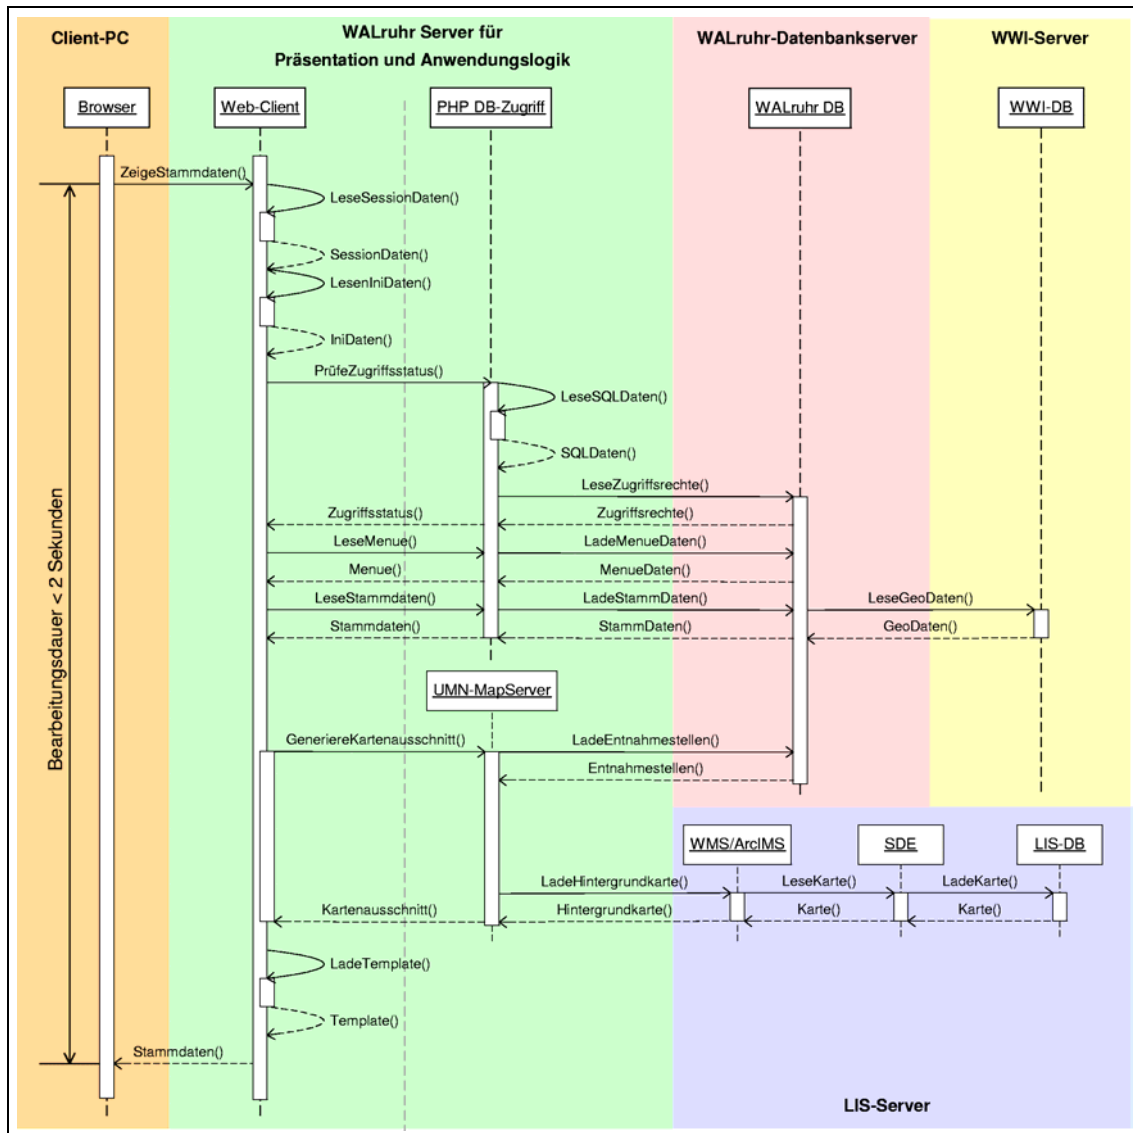 Client-PC
WALruhr Server für
Präsentation und Anwendungslogik
WALruhr-Datenbankserver
WWI-Server
Browser
Web-Client
PHP DB-Zugriff
WALruhr DB
WWI-DB
ZeigeStammdaten()
LeseSessionDaten()
SessionDaten()
LesenIniDaten()
IniDaten()
PrüfeZugriffsstatus()
LeseSQLDaten()
SQLDaten()
LeseZugriffsrechte()
Zugriffsstatus()
Zugriffsrechte()
LeseMenue()
LadeMenueDaten()
Menue()
MenueDaten()
LeseStammdaten()
LadeStammDaten()
LeseGeoDaten()
Stammdaten()
StammDaten()
GeoDaten()
Bearbeitungsdauer < 2 Sekunden
UMN-MapServer
GeneriereKartenausschnitt()
LadeEntnahmestellen()
Entnahmestellen()
WMS/ArcIMS
SDE
LIS-DB
LadeHintergrundkarte()
LeseKarte()
LadeKarte()
Kartenausschnitt()
Hintergrundkarte()
Karte()
Karte()
LadeTemplate()
Template()
Stammdaten()
LIS-Server